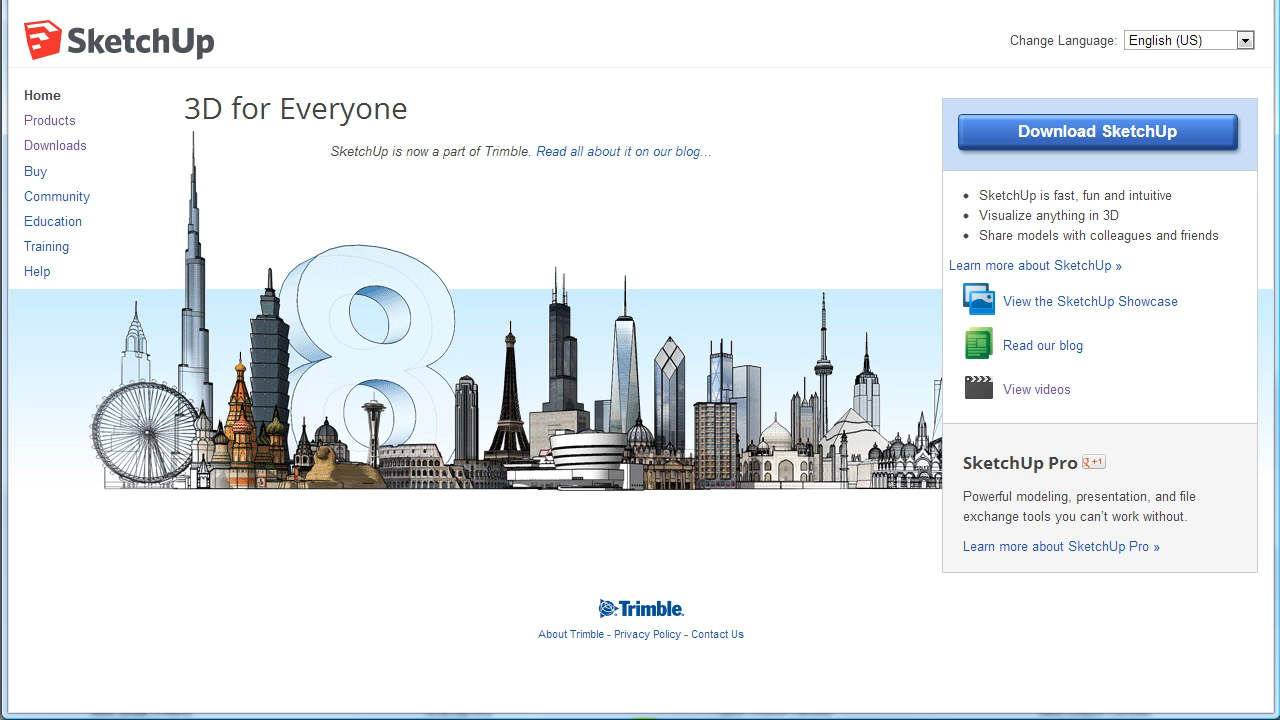 SketchUp
Change Language: English (US)
Home
Products
Downloads
Buy
Community
Education
Training
Help
3D for Everyone
SketchUp is now a part of Trimble. Read all about it on our blog...
8
Download SketchUp
SketchUp is fast, fun and intuitive
Visualize anything in 3D
Share models with colleagues and friends
Learn more about SketchUp »
View the SketchUp Showcase
Read our blog
View videos
SketchUp Pro +1
Powerful modeling, presentation, and file
exchange tools you can't work without.
Learn more about SketchUp Pro »
Trimble.
About Trimble - Privacy Policy - Contact Us